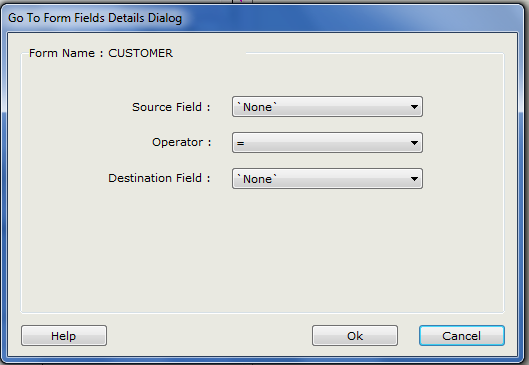 Go To Form Fields Details Dialog
Form Name : CUSTOMER
Source Field : `None`
Operator : =
Destination Field : `None`
Help Ok Cancel